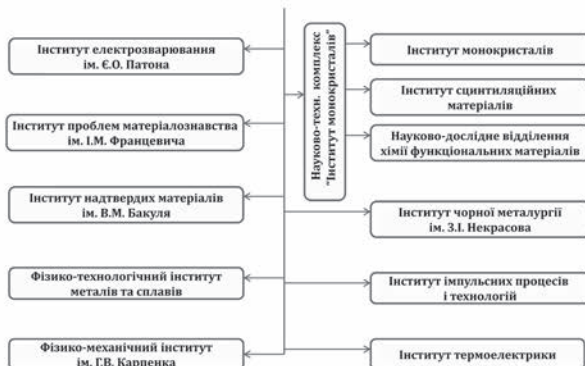 Інститут електрозварювання
ім. Є.О. Патона
Інститут проблем матеріалознавства
ім. І.М. Францевича
Інститут надтвердих матеріалів
ім. В.М. Бакуля
Фізико-технологічний інститут
металів та сплавів
Фізико-механічний інститут
ім. Г.В. Карпенка
Науково-техн. комплекс
"Інститут монокристалів"
Інститут монокристалів
Інститут сцинтиляційних
матеріалів
Науково-дослідне відділення
хімії функціональних матеріалів
Інститут чорної металургії
ім. З.І. Некрасова
Інститут імпульсних процесів
і технологій
Інститут термоелектрики